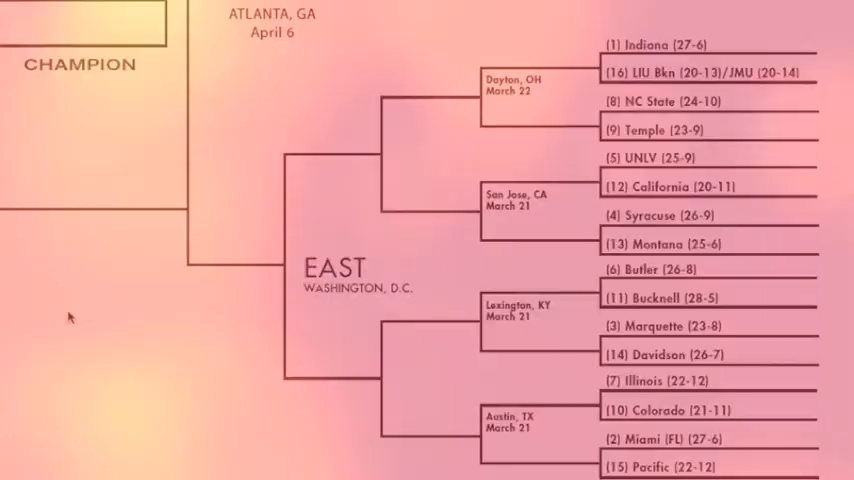 ATLANTA, GA
April 6
CHAMPION
EAST
WASHINGTON, D.C.
Dayton, OH
March 22
San Jose, CA
March 21
Lexington, KY
March 21
Austin, TX
March 21
(1) Indiana (27-6)
(16) LIU Bkn (20-13)/JMU (20-14)
(8) NC State (24-10)
(9) Temple (23-9)
(5) UNLV (25-9)
(12) California (20-11)
(4) Syracuse (26-9)
(13) Montana (25-6)
(6) Butler (26-8)
(11) Bucknell (28-5)
(3) Marquette (23-8)
(14) Davidson (26-7)
(7) Illinois (22-12)
(10) Colorado (21-11)
(2) Miami (FL) (27-6)
(15) Pacific (22-12)